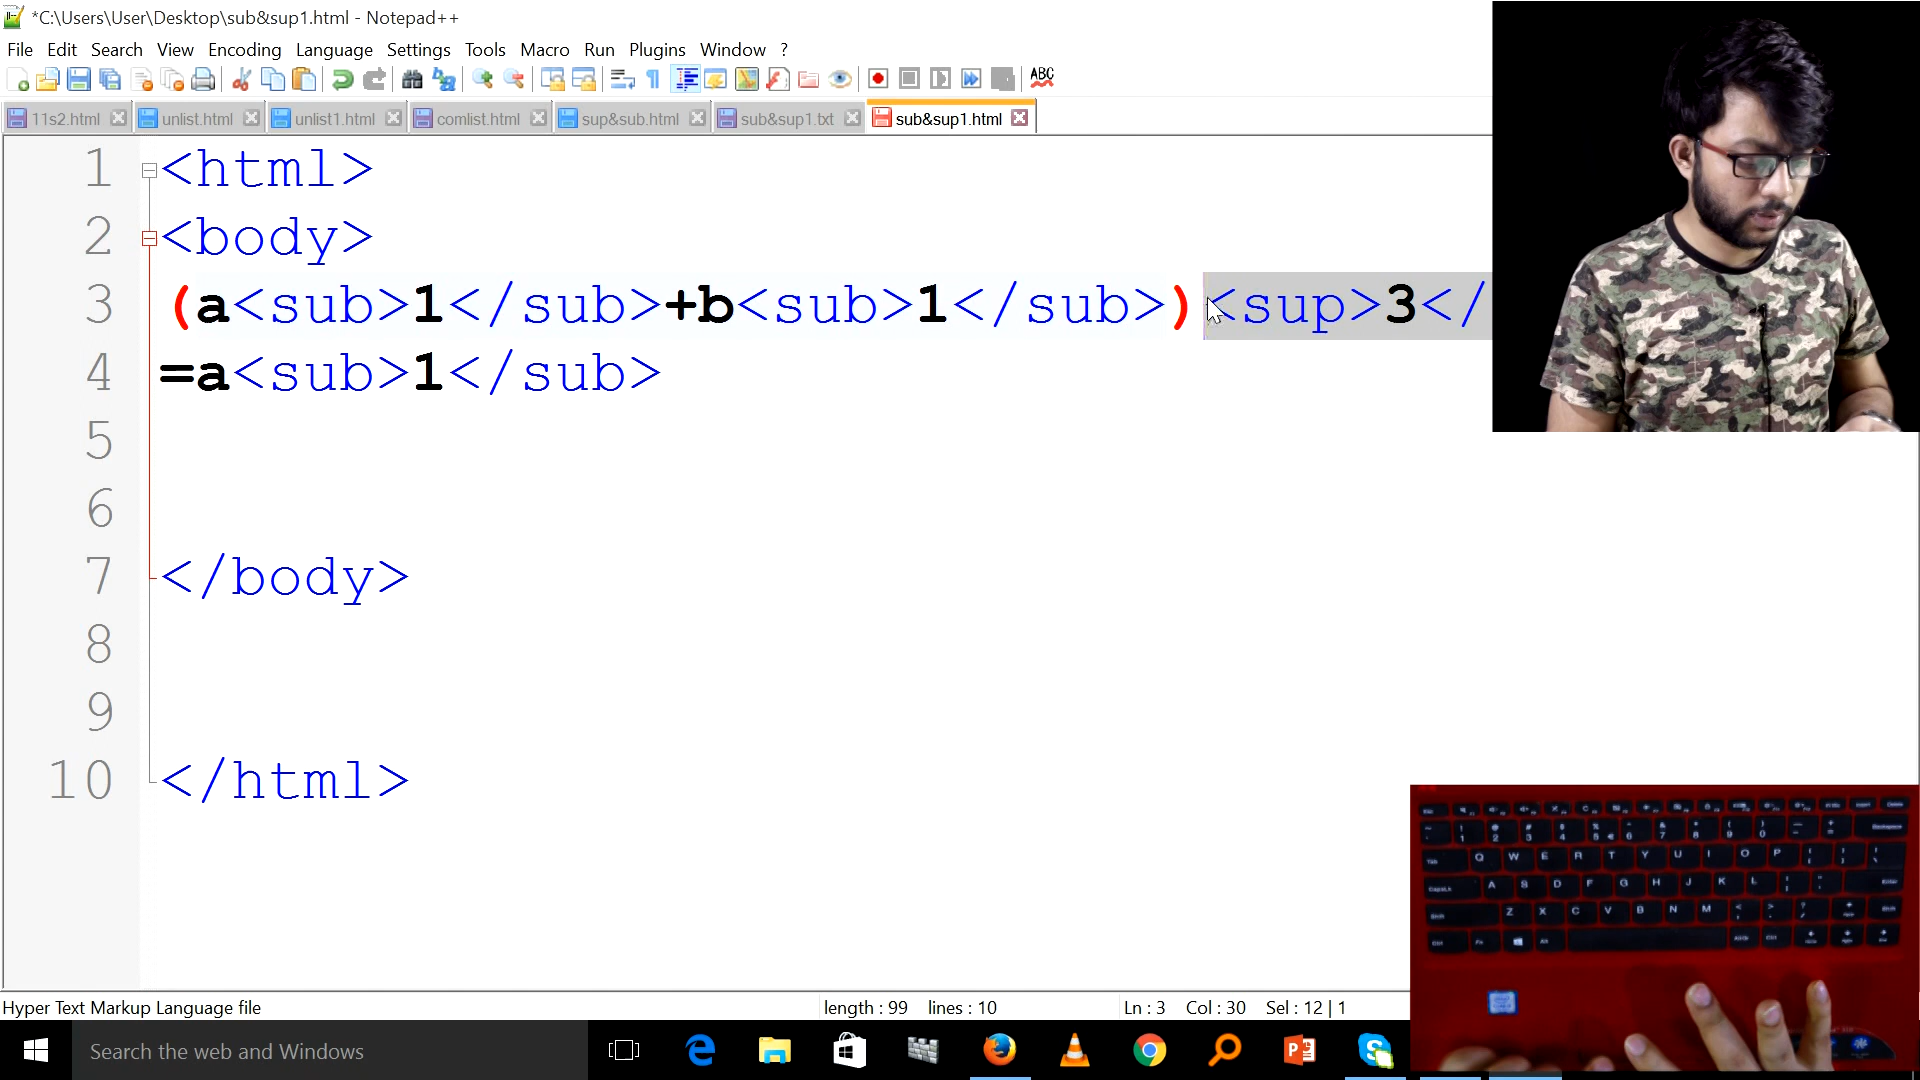 *C:\Users\User\Desktop\sub&sup1.html - Notepad++
File Edit Search View Encoding Language Settings Tools Macro Run Plugins Window ?
ABC
11s2.html unlist.html unlist1.html comlist.html sup&sub.html sub&sup1.txt sub&sup1.html
1 <html>
2 <body>
3 (a<sub>1</sub>+b<sub>1</sub>)<sup>3</
4 =a<sub>1</sub>
5
6
7 </body>
8
9
10 </html>
Hyper Text Markup Language file length : 99 lines : 10 Ln : 3 Col : 30 Sel : 12 | 1
Search the web and Windows